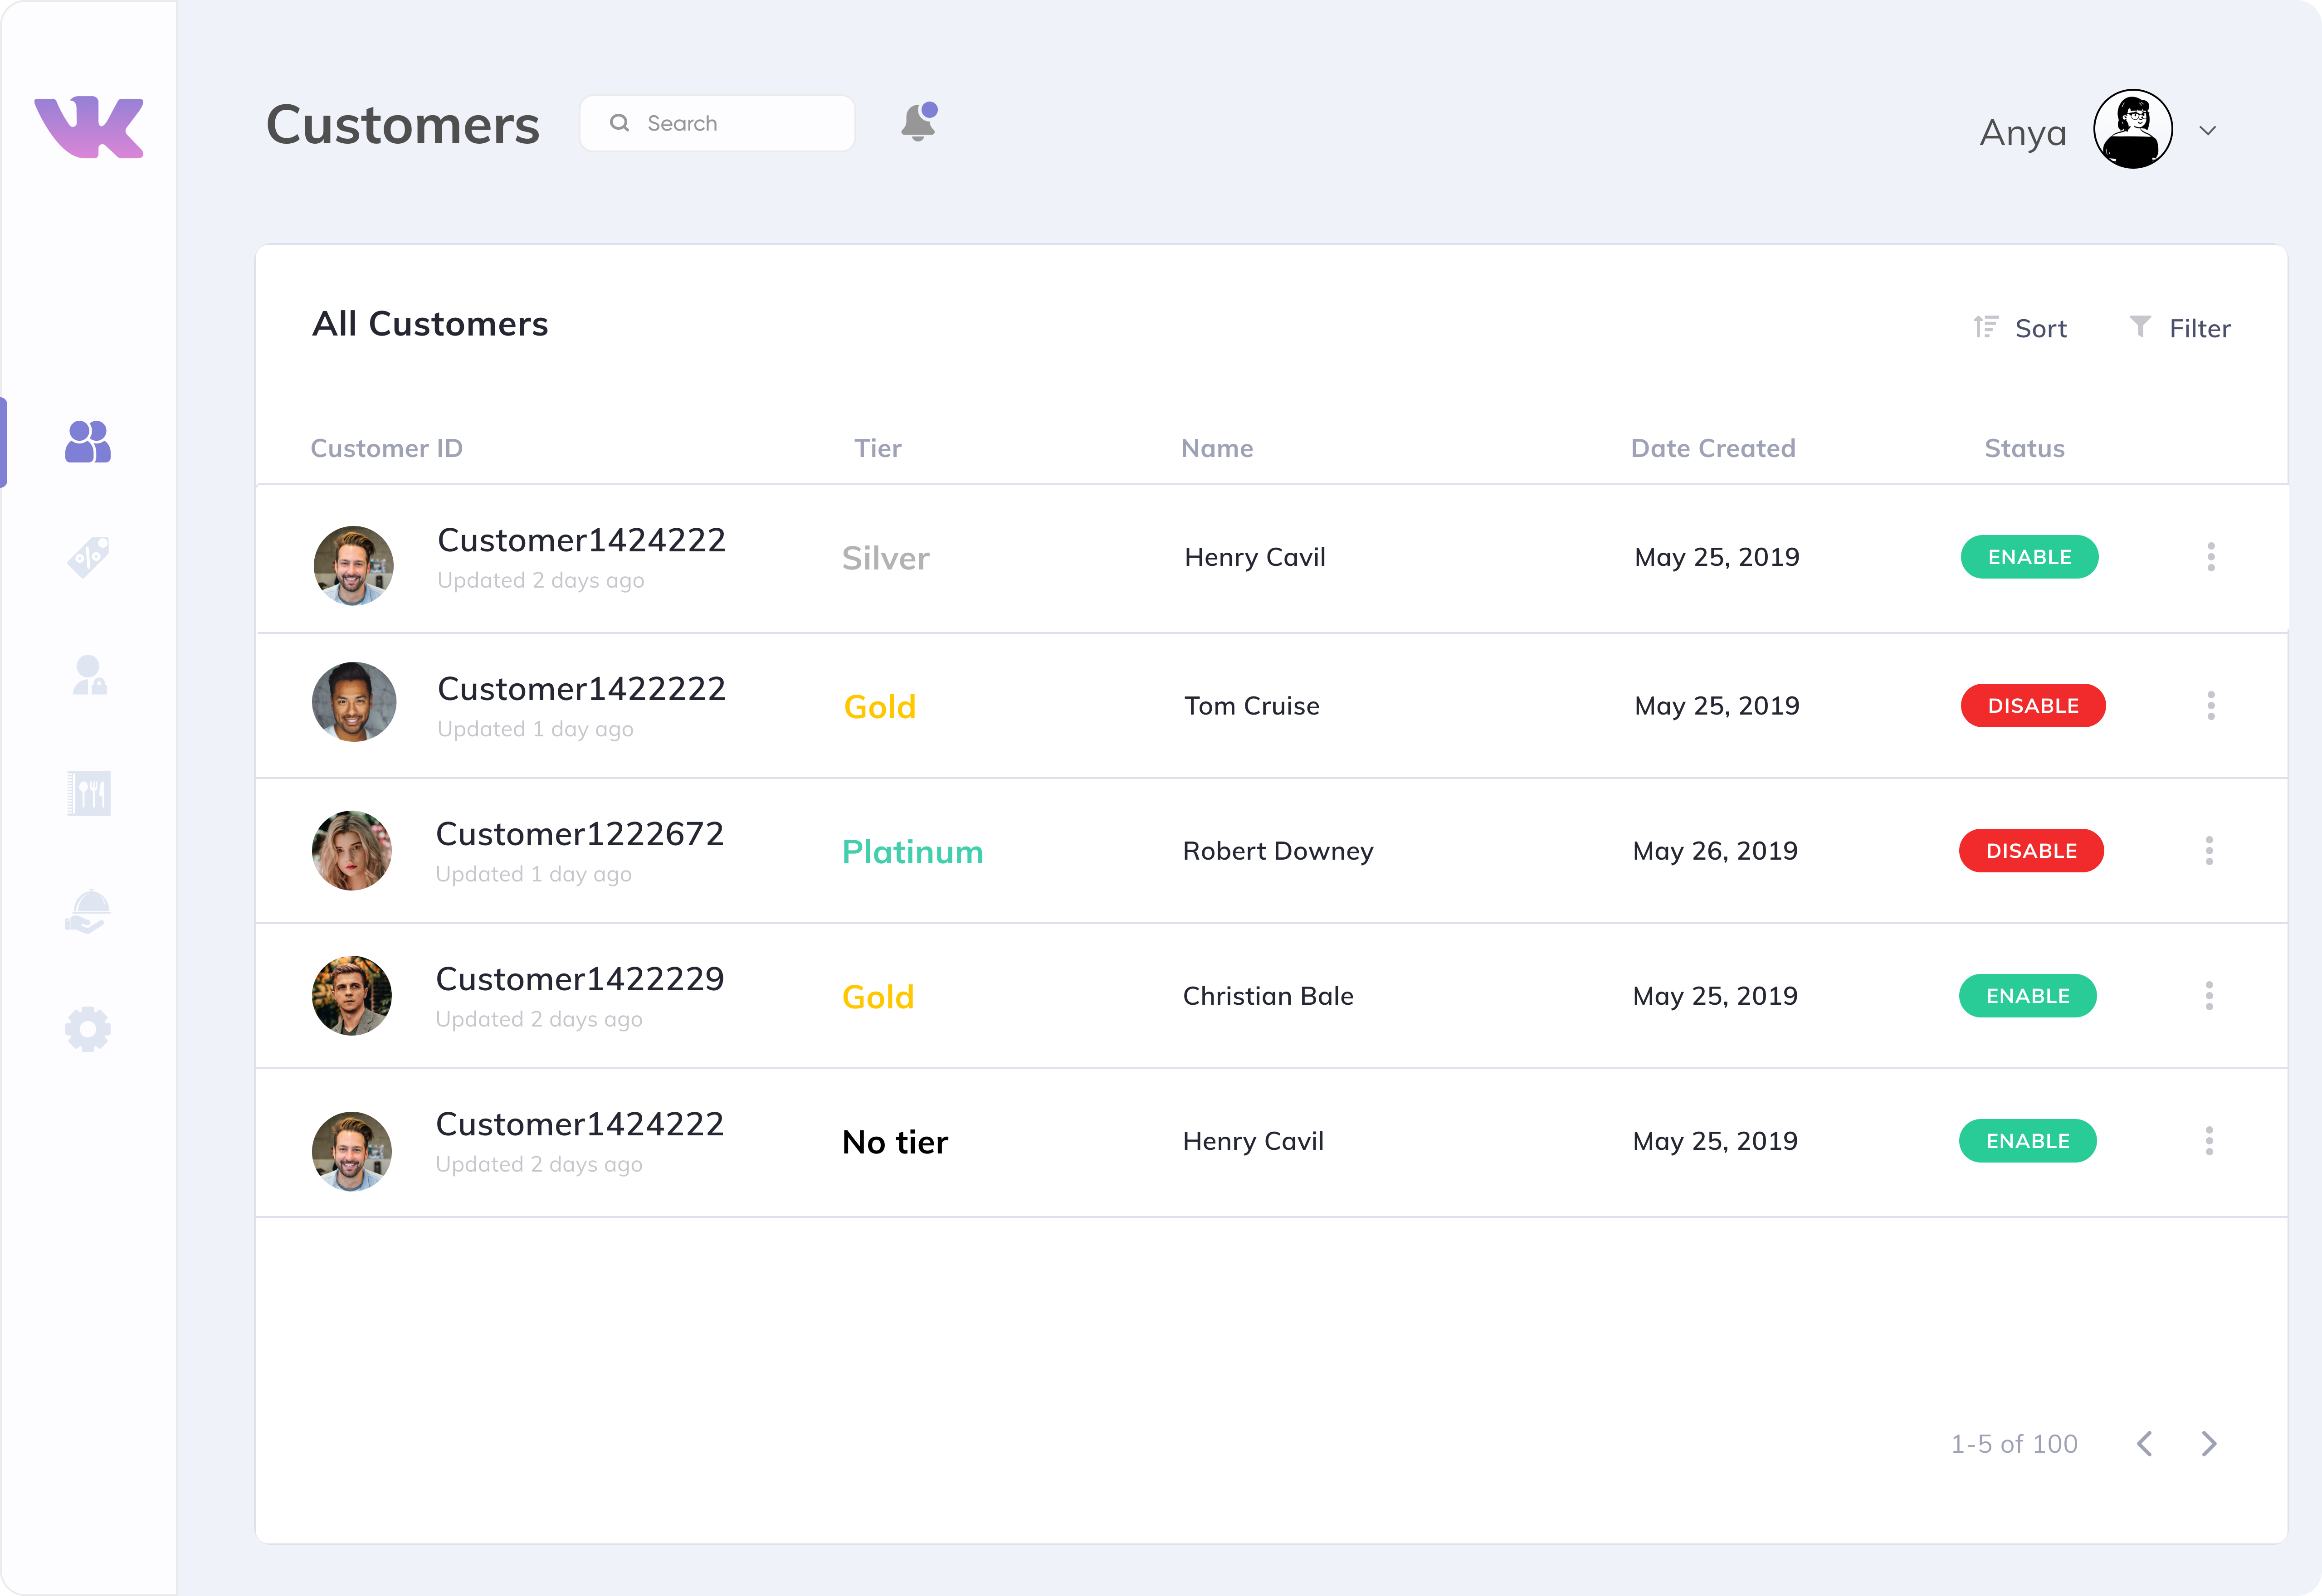 VK
Customers
Search
Anya
All Customers
Sort
Filter
Customer ID Tier Name Date Created Status
Customer1424222
Updated 2 days ago
Silver
Henry Cavil
May 25, 2019
ENABLE
Customer1422222
Updated 1 day ago
Gold
Tom Cruise
May 25, 2019
DISABLE
Customer1222672
Updated 1 day ago
Platinum
Robert Downey
May 26, 2019
DISABLE
Customer1422229
Updated 2 days ago
Gold
Christian Bale
May 25, 2019
ENABLE
Customer1424222
Updated 2 days ago
No tier
Henry Cavil
May 25, 2019
ENABLE
1-5 of 100